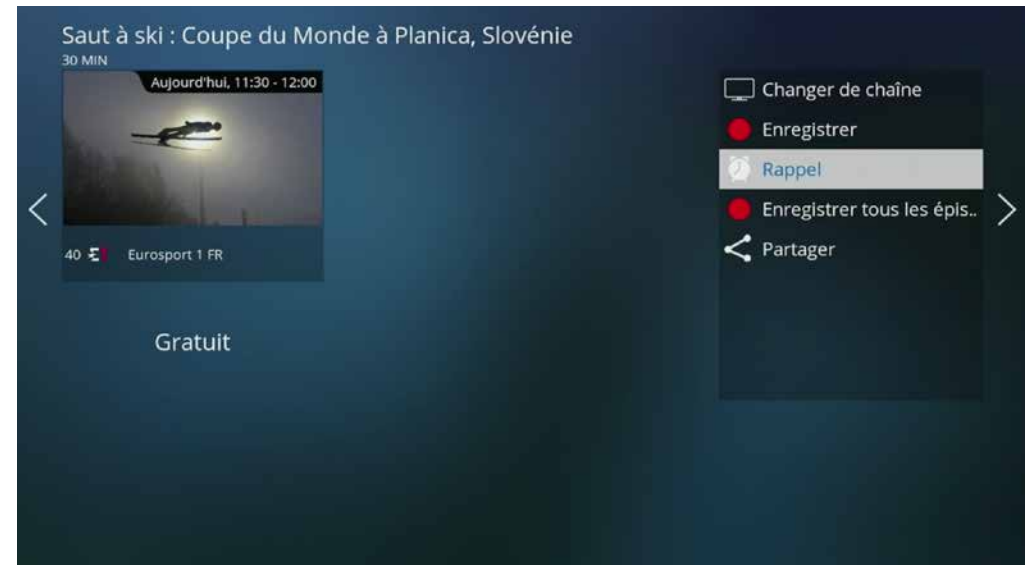 Saut à ski : Coupe du Monde à Planica, Slovénie
30 MIN
Aujourd'hui, 11:30 - 12:00
40 Eurosport 1 FR
Gratuit
Changer de chaîne
Enregistrer
Rappel
Enregistrer tous les épis..
Partager